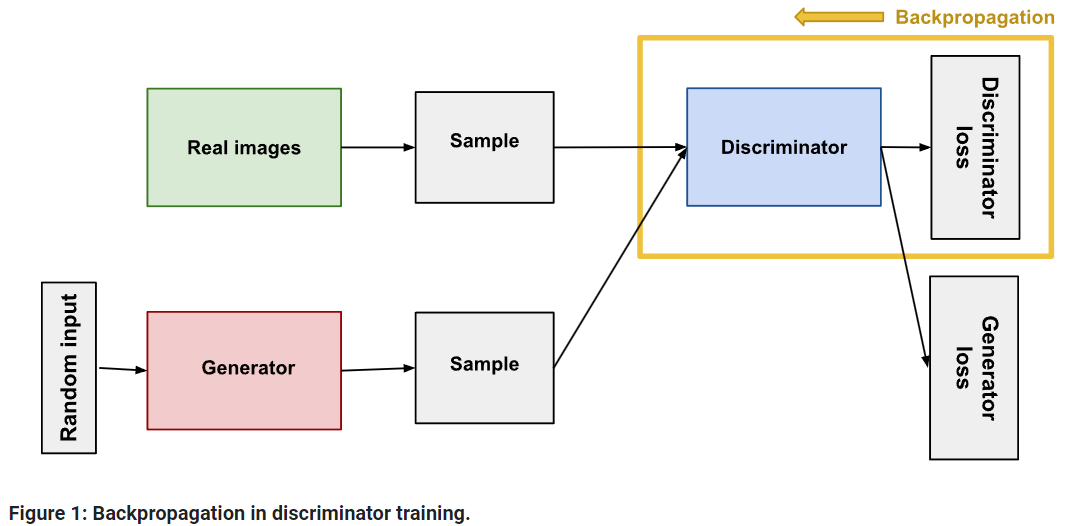 Backpropagation
Real images
Sample
Discriminator
Discriminator
loss
Random input
Generator
Sample
Generator
loss
Figure 1: Backpropagation in discriminator training.